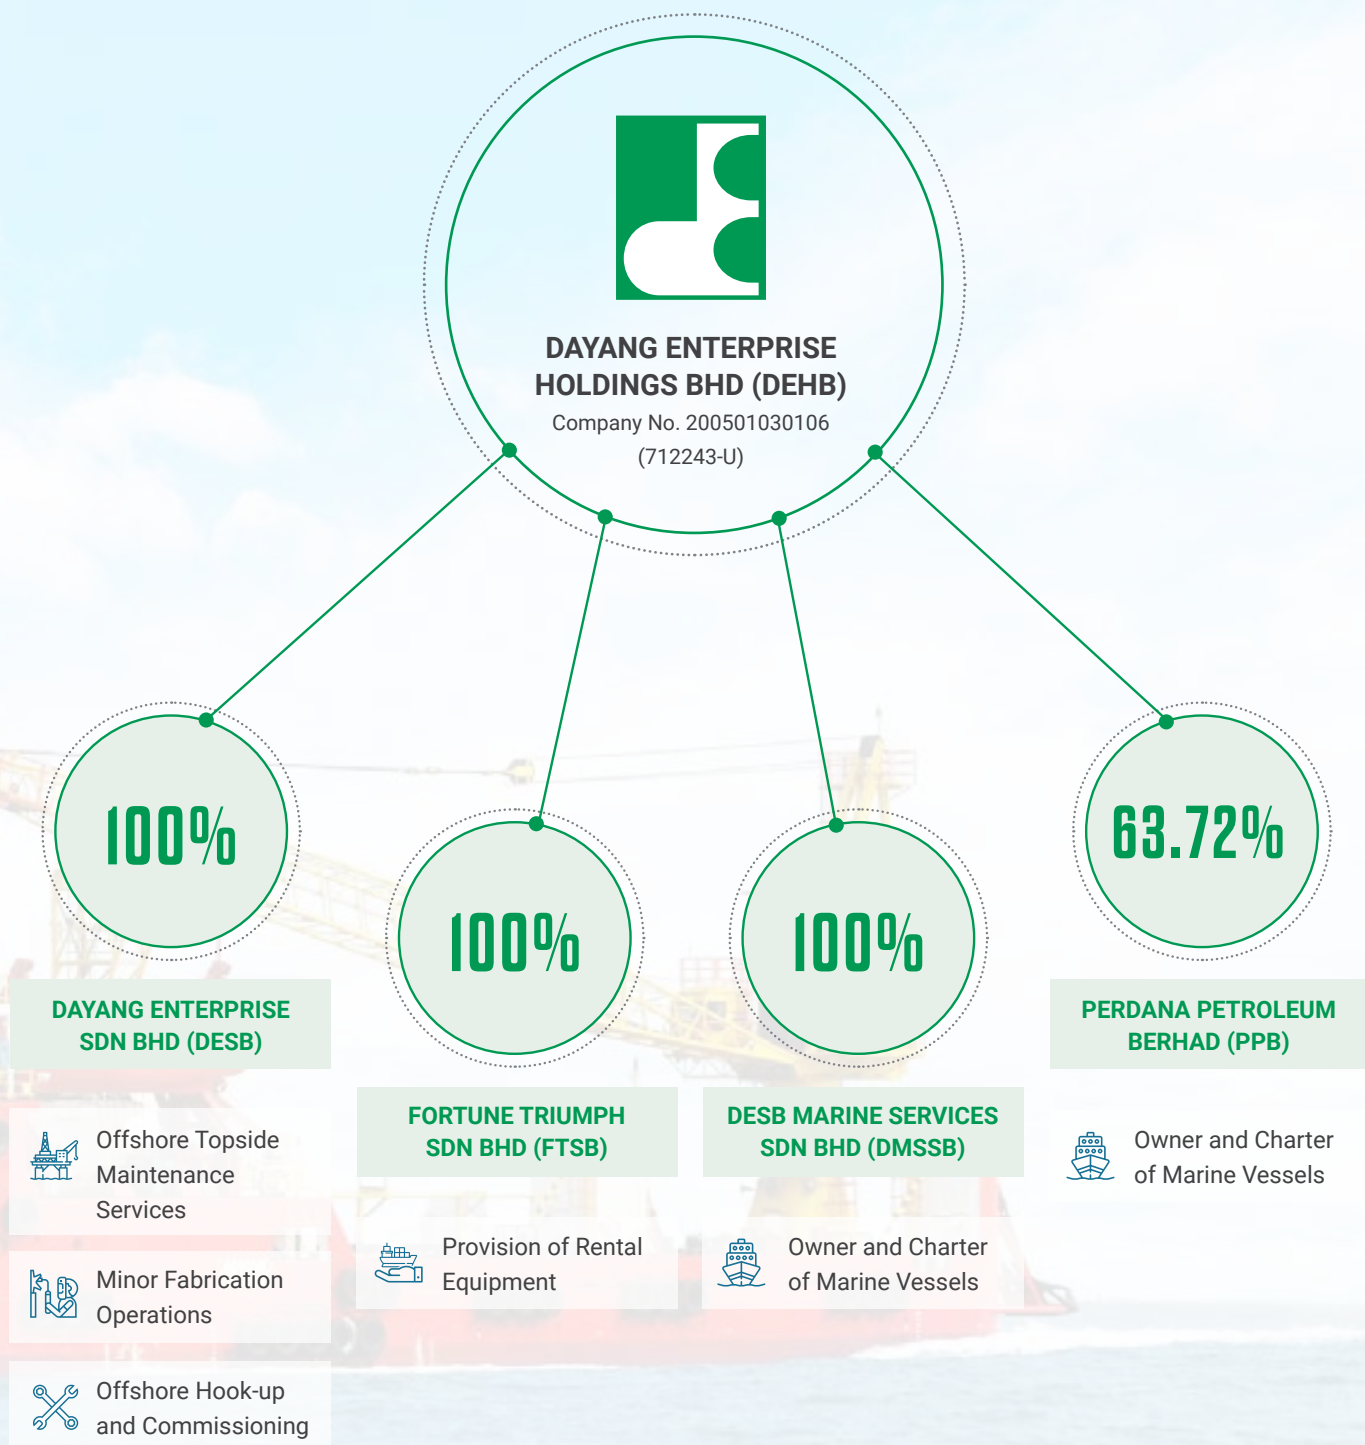 DAYANG ENTERPRISE
HOLDINGS BHD (DEHB)
Company No. 200501030106
(712243-U)
100%
DAYANG ENTERPRISE
SDN BHD (DESB)
Offshore Topside
Maintenance
Services
Minor Fabrication
Operations
Offshore Hook-up
and Commissioning
100%
FORTUNE TRIUMPH
SDN BHD (FTSB)
Provision of Rental
Equipment
100%
DESB MARINE SERVICES
SDN BHD (DMSSB)
Owner and Charter
of Marine Vessels
63.72%
PERDANA PETROLEUM
BERHAD (PPB)
Owner and Charter
of Marine Vessels